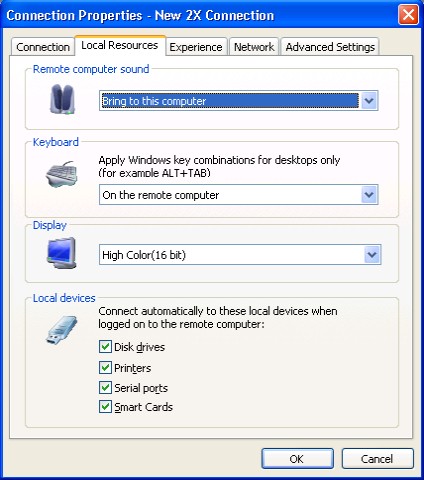 Connection Properties - New 2X Connection
Connection Local Resources Experience Network Advanced Settings
Remote computer sound
Bring to this computer
Keyboard
Apply Windows key combinations for desktops only
(for example ALT+TAB)
On the remote computer
Display
High Color(16 bit)
Local devices
Connect automatically to these local devices when
logged on to the remote computer:
Disk drives
Printers
Serial ports
Smart Cards
OK Cancel